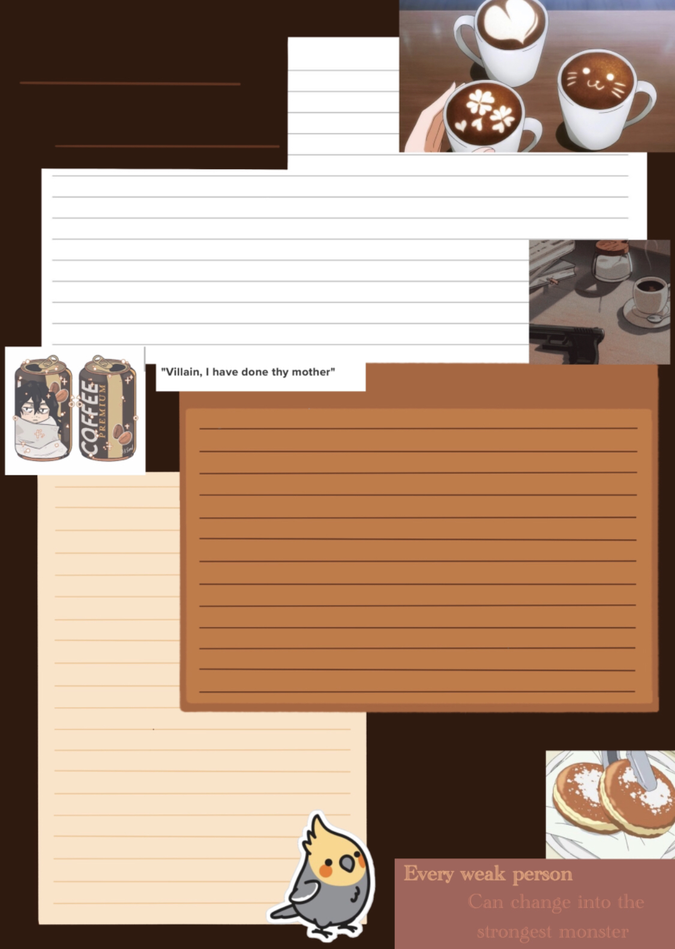 "Villain, I have done thy mother"
COFFEE
PREMIUM
Every weak person
Can change into the
strongest monster